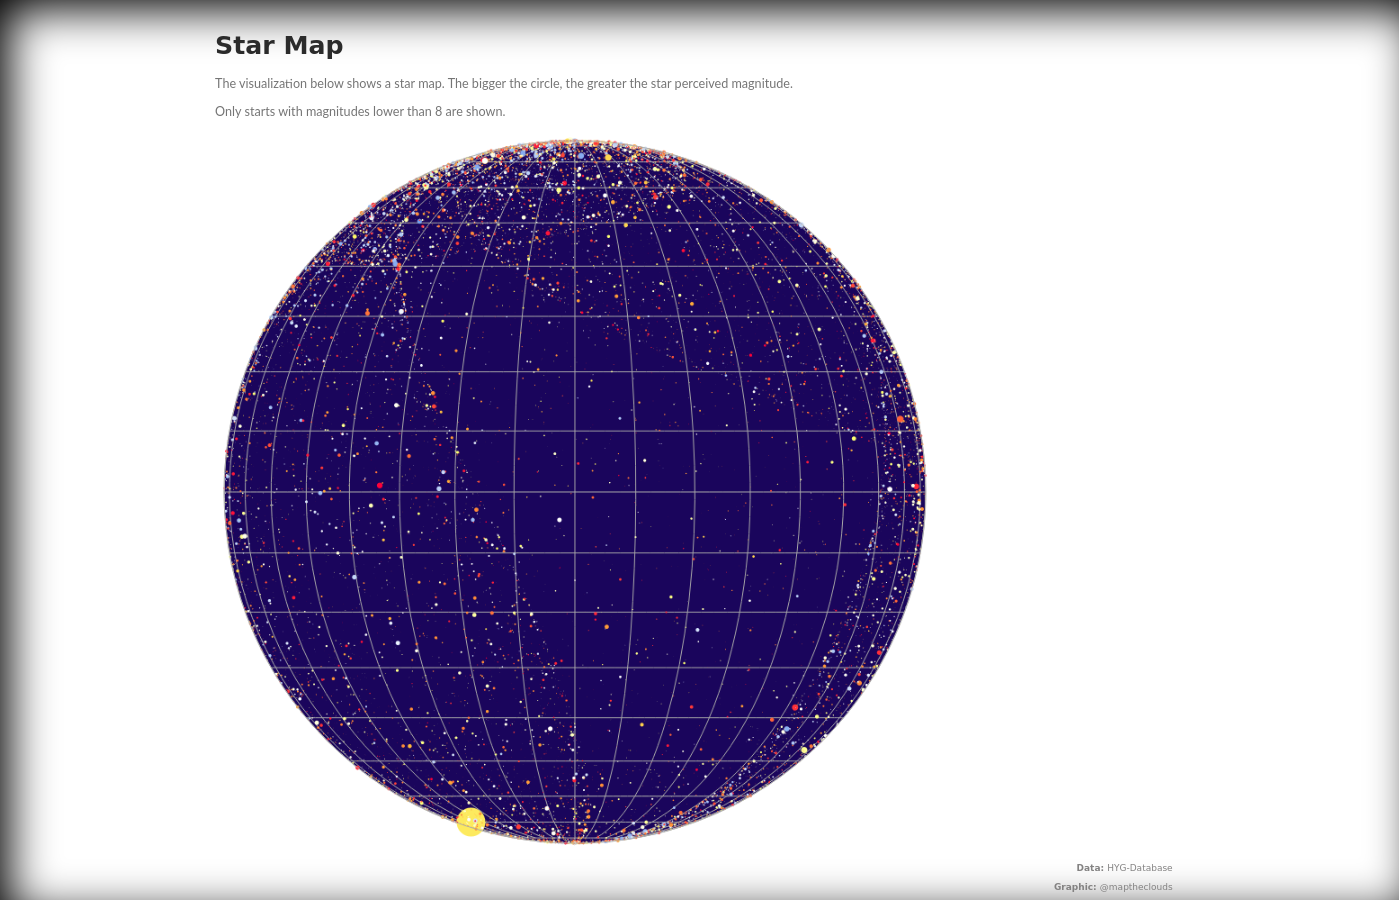 Star Map
The visualization below shows a star map. The bigger the circle, the greater the star perceived magnitude.
Only starts with magnitudes lower than 8 are shown.
Data: HYG-Database
Graphic: @maptheclouds